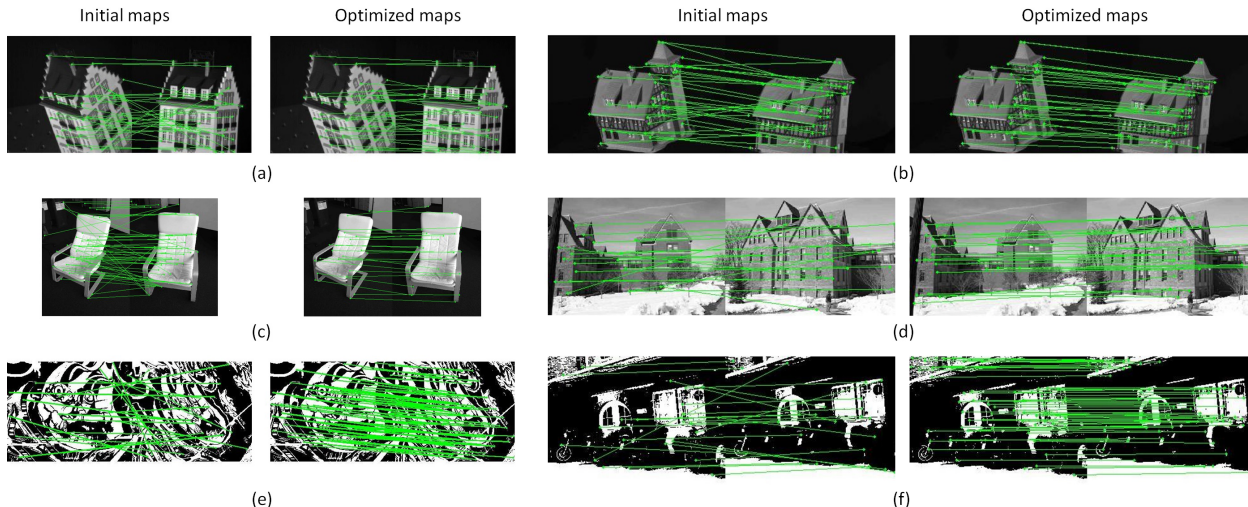 Initial maps Optimized maps Initial maps Optimized maps
(a) (b)
(c) (d)
(e) (f)